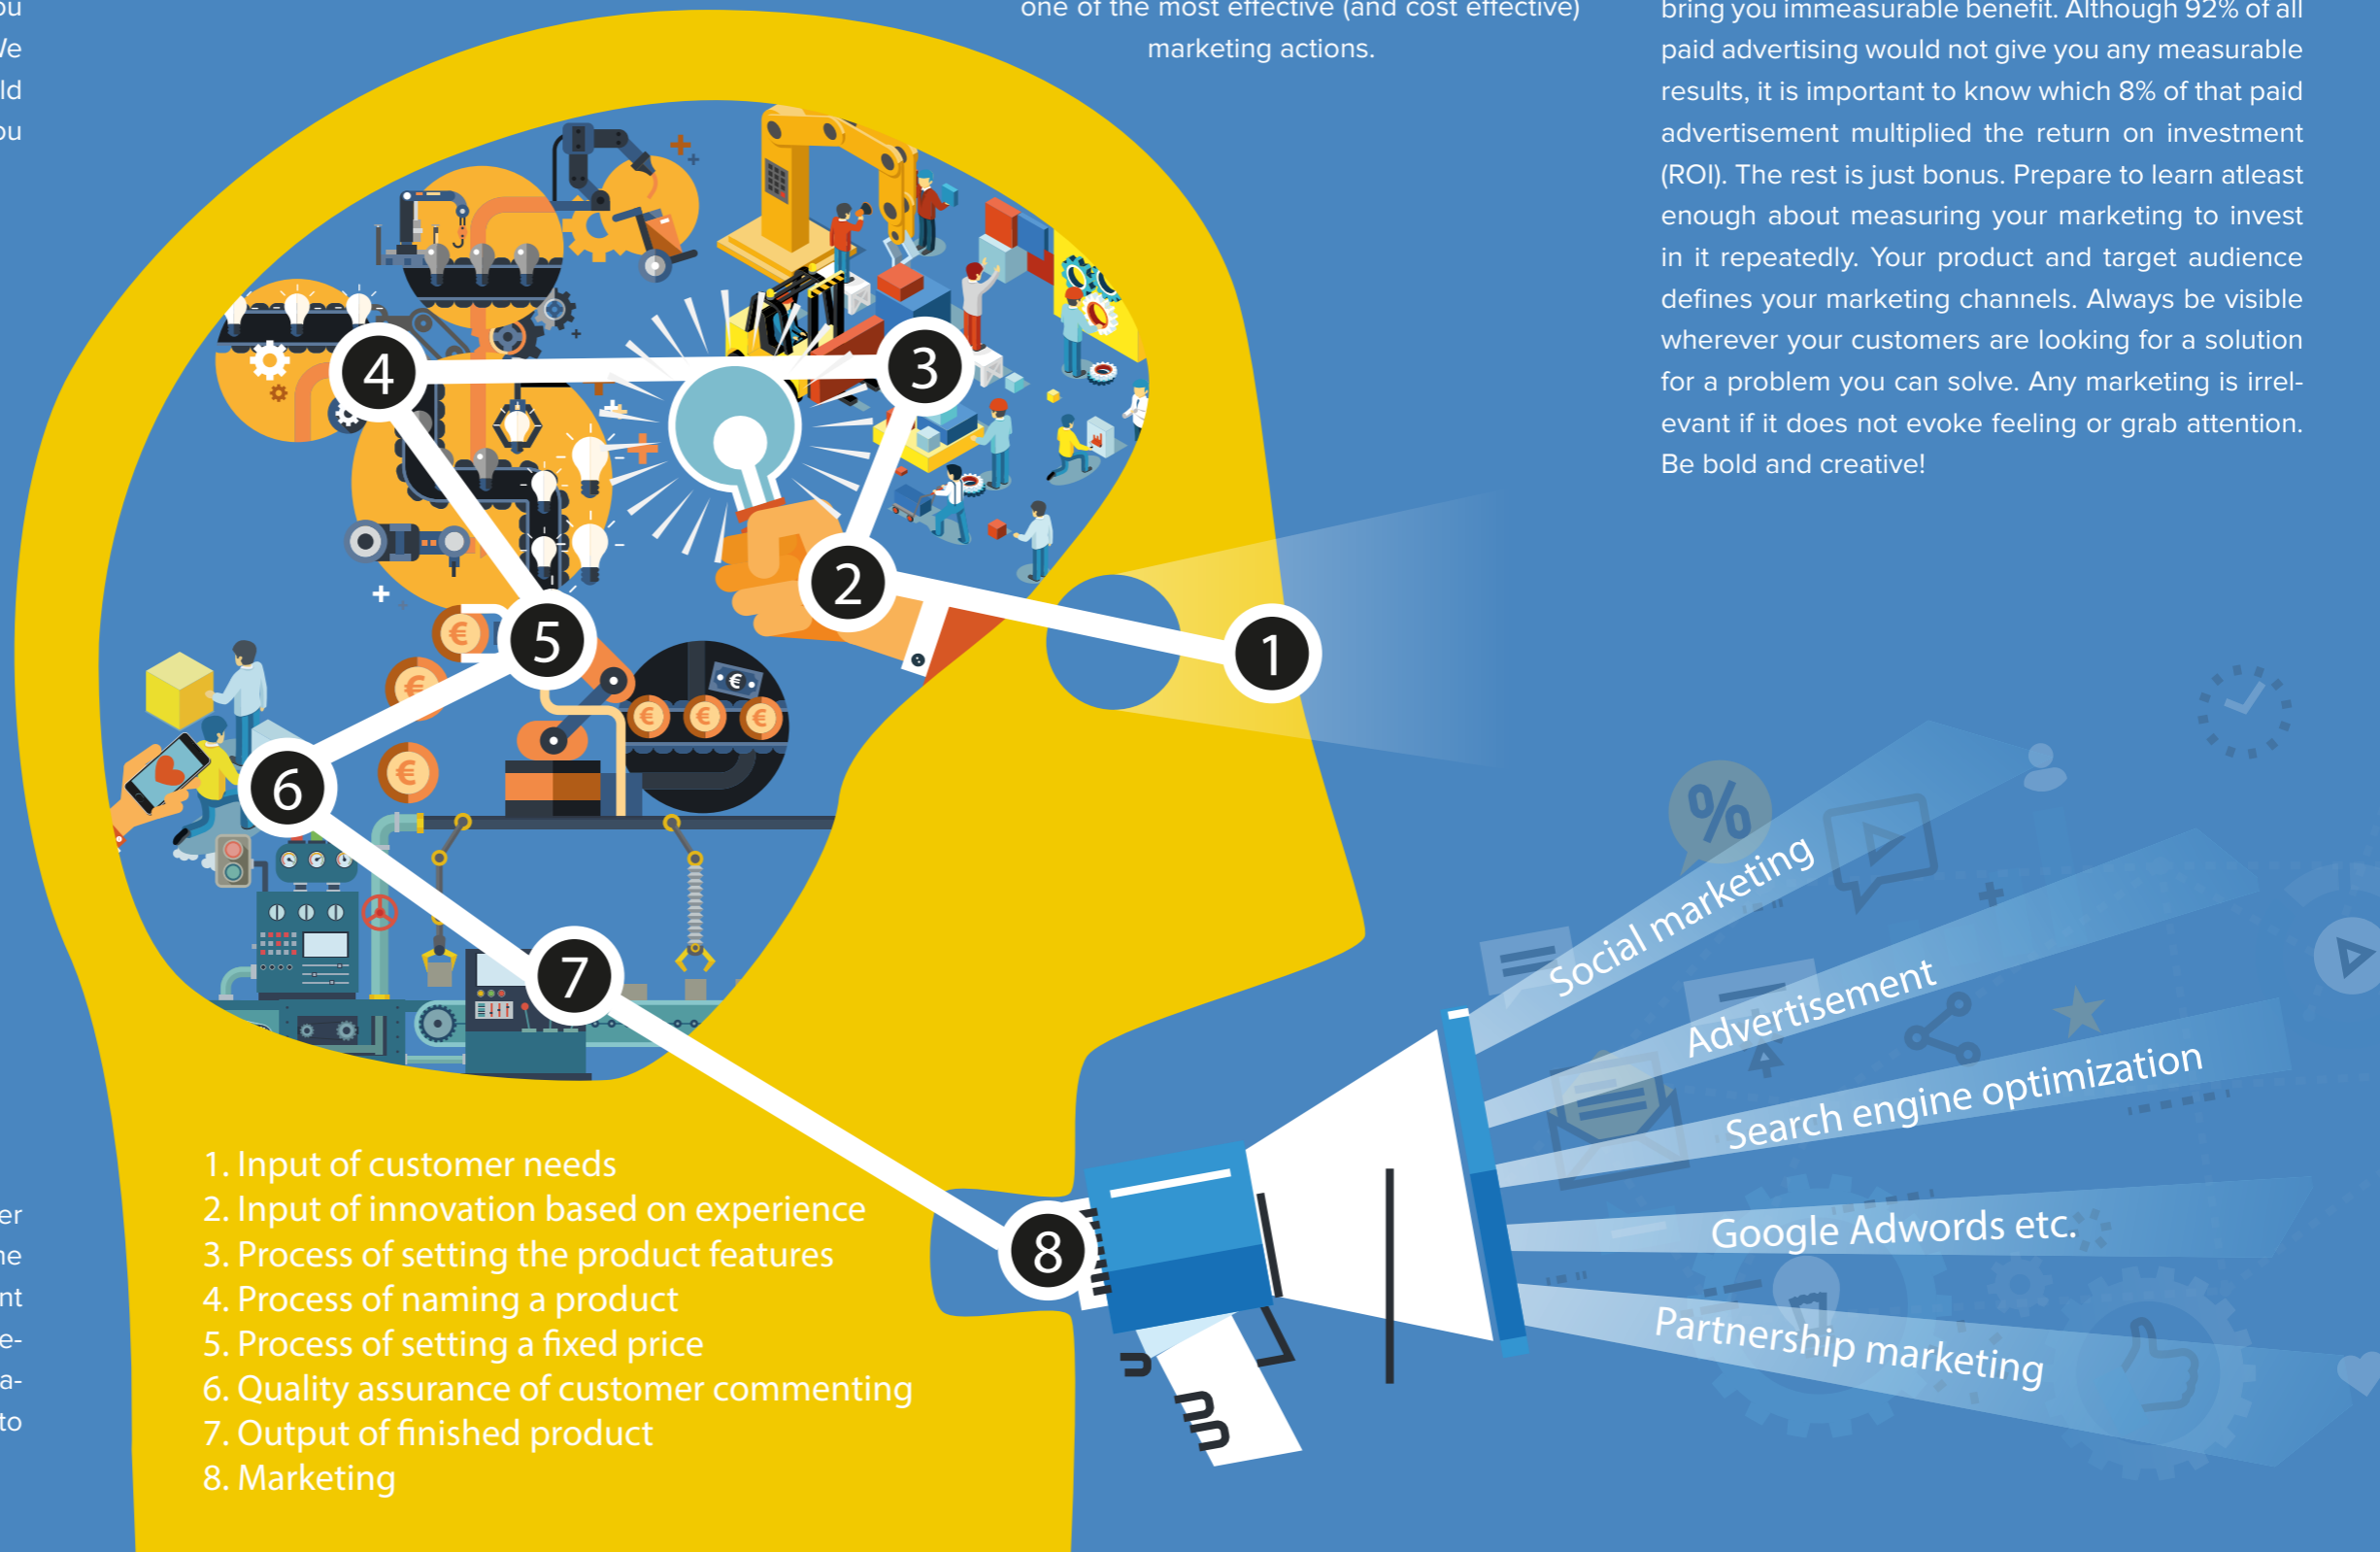 ou
We
ld
ou
one of the most effective (and cost effective)
marketing actions.
bring you immeasurable benefit. Although 92% of all
paid advertising would not give you any measurable
results, it is important to know which 8% of that paid
advertisement multiplied the return on investment
(ROI). The rest is just bonus. Prepare to learn atleast
enough about measuring your marketing to invest
in it repeatedly. Your product and target audience
defines your marketing channels. Always be visible
wherever your customers are looking for a solution
for a problem you can solve. Any marketing is irrel-
evant if it does not evoke feeling or grab attention.
Be bold and creative!
4
3
2
1
5
€
€
€
€
€
€
€
6
7
8
%
Social marketing
Advertisement
Search engine optimization
Google Adwords etc.
Partnership marketing
er
ne
nt
e-
a-
to
1. Input of customer needs
2. Input of innovation based on experience
3. Process of setting the product features
4. Process of naming a product
5. Process of setting a fixed price
6. Quality assurance of customer commenting
7. Output of finished product
8. Marketing